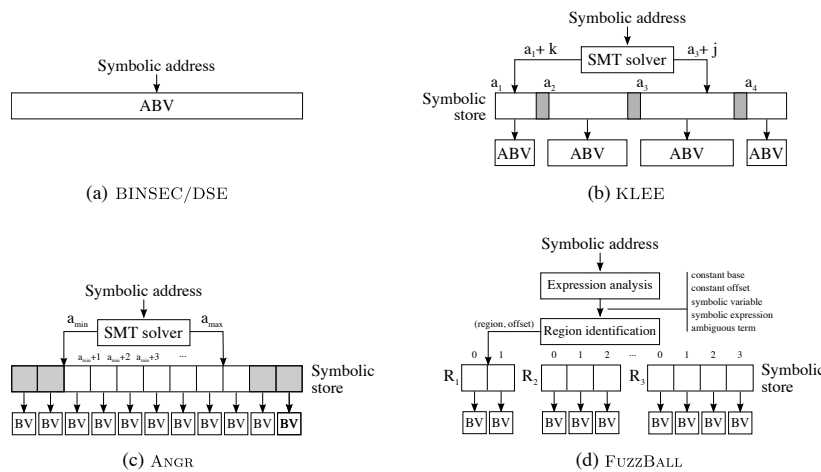 Symbolic address
ABV
(a) BINSEC/DSE
Symbolic address
a1+ k
SMT solver
a3+ j
a1 a2 a3 a4
Symbolic store
ABV ABV ABV ABV
(b) KLEE
Symbolic address
amin
SMT solver
amax
amin+1 amin+2 amin+3 ...
Symbolic store
BV BV BV BV BV BV BV BV BV BV BV
(c) ANGR
Symbolic address
Expression analysis
constant base
constant offset
symbolic variable
symbolic expression
ambiguous term
(region, offset)
Region identification
0 1 0 1 2 ... 0 1 2 3
R1 R2 R3
Symbolic store
BV BV BV BV BV BV BV BV BV
(d) FUZZBALL